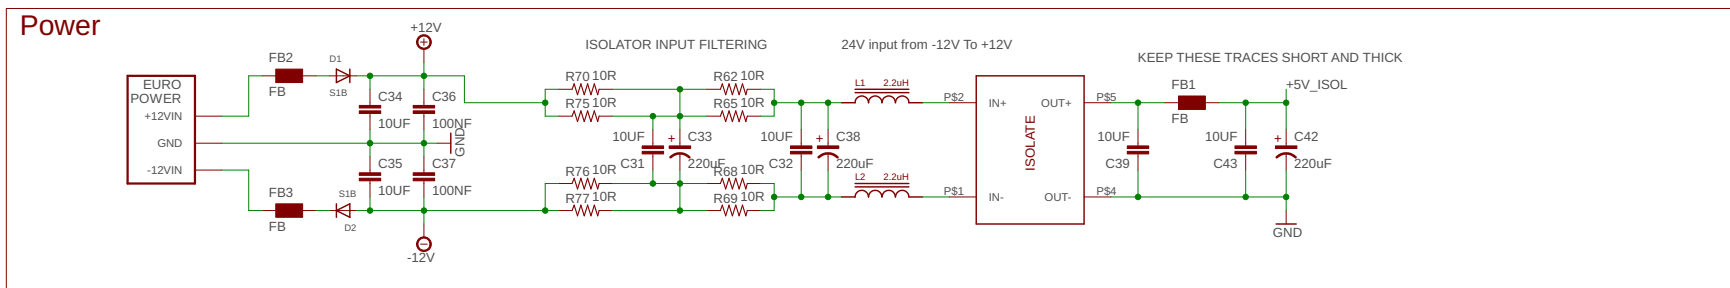 Power
+12V
ISOLATOR INPUT FILTERING
24V input from -12V To +12V
KEEP THESE TRACES SHORT AND THICK
FB2
FB
D1
S1B
EURO
POWER
+12VIN
GND
-12VIN
C34
10UF
C36
100NF
GND
C35
10UF
C37
100NF
FB3
FB
S1B
D2
-12V
R70 10R
R75 10R
R62 10R
R65 10R
10UF
C31
+
C33
220uF
R76 10R
R77 10R
R68 10R
R69 10R
10UF
C32
+
C38
220uF
L1 2.2uH
L2 2.2uH
P$2
P$1
IN+
IN-
ISOLATE
OUT+
OUT-
P$5
P$4
10UF
C39
FB1
FB
+5V_ISOL
10UF
C43
+
C42
220uF
GND